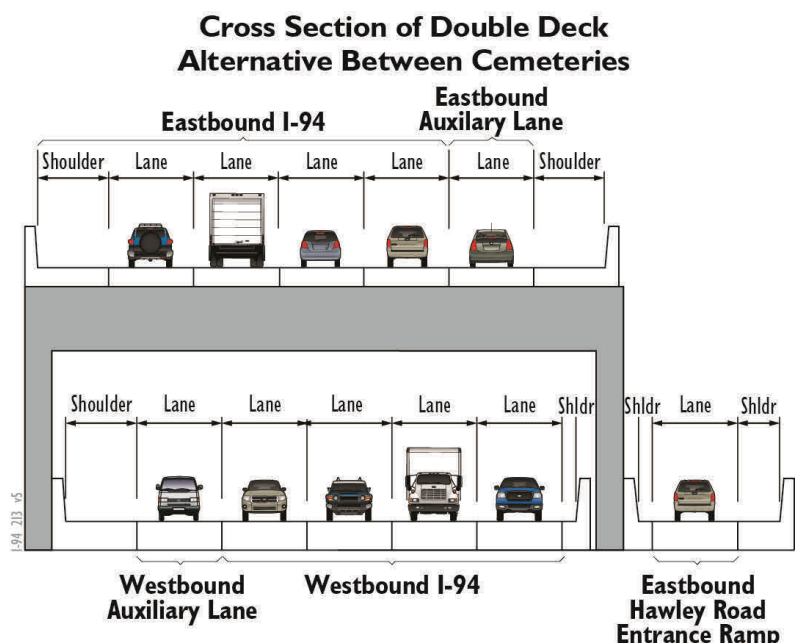 Cross Section of Double Deck
Alternative Between Cemeteries
Eastbound I-94
Eastbound
Auxilary Lane
Shoulder Lane Lane Lane Lane Lane Shoulder
Shoulder Lane Lane Lane Lane Lane Shldr Shldr Lane Shldr
I-94 213 v5
Westbound
Auxiliary Lane
Westbound I-94
Eastbound
Hawley Road
Entrance Ramp